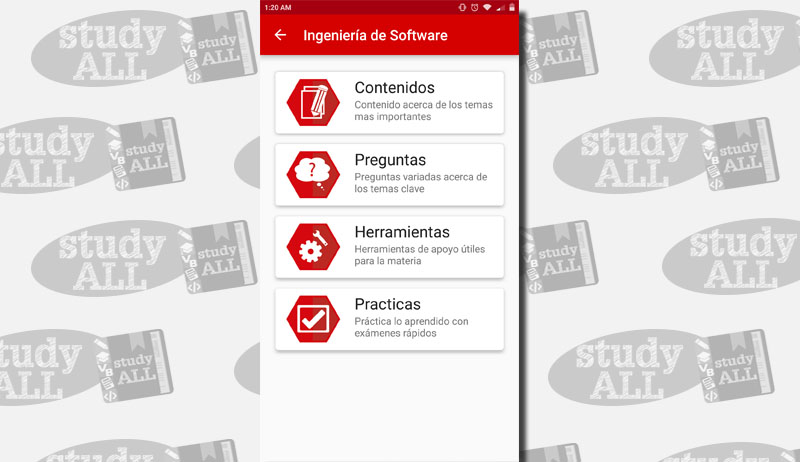 1:20 AM
Ingeniería de Software
Contenidos
Contenido acerca de los temas
mas importantes
Preguntas
Preguntas variadas acerca de
los temas clave
Herramientas
Herramientas de apoyo útiles
para la materia
Practicas
Práctica lo aprendido con
exámenes rápidos
study
ALL
study
ALL